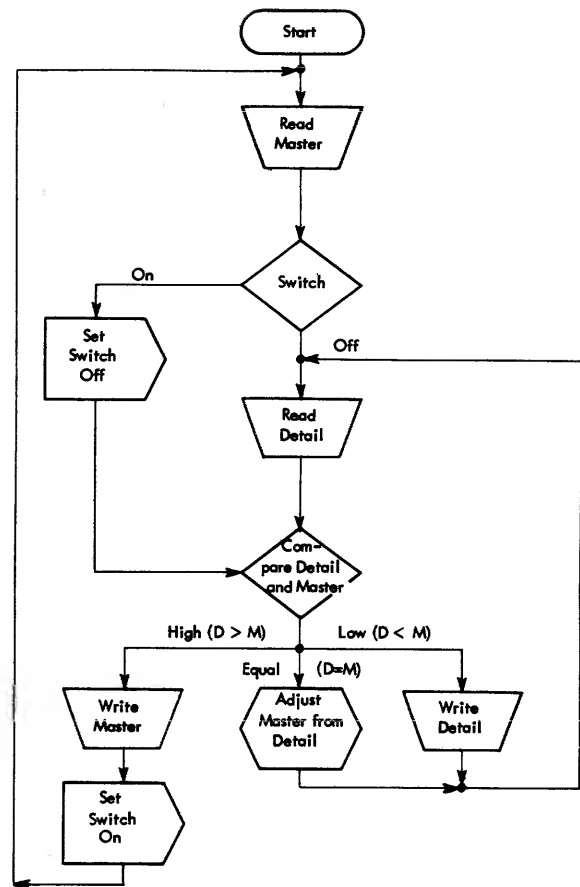 Start
Read
Master
On
Switch
Set
Switch
Off
Off
Read
Detail
Com-
pare Detail
and Master
High (D > M)
Low (D < M)
Equal (D=M)
Write
Master
Adjust
Master from
Detail
Write
Detail
Set
Switch
On